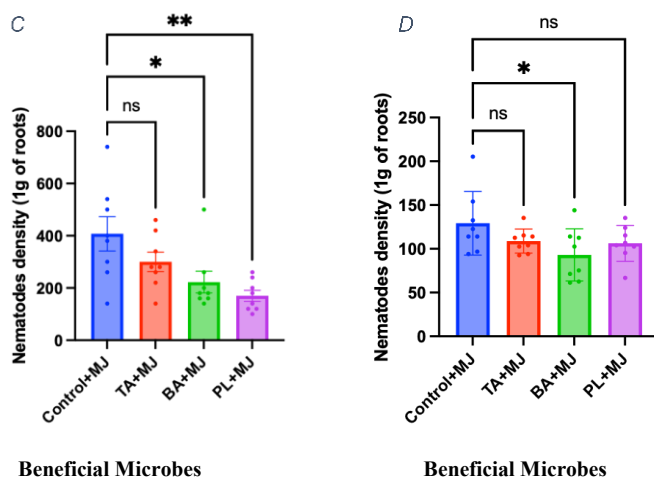 C
**
*
ns
Nematodes density (1g of roots)
800
600
400
200
0
Control+MJ
TA+MJ
BA+MJ
PL+MJ
Beneficial Microbes
D
ns
*
ns
Nematodes density (1g of roots)
250
200
150
100
50
0
Control+MJ
TA+MJ
BA+MJ
PL+MJ
Beneficial Microbes